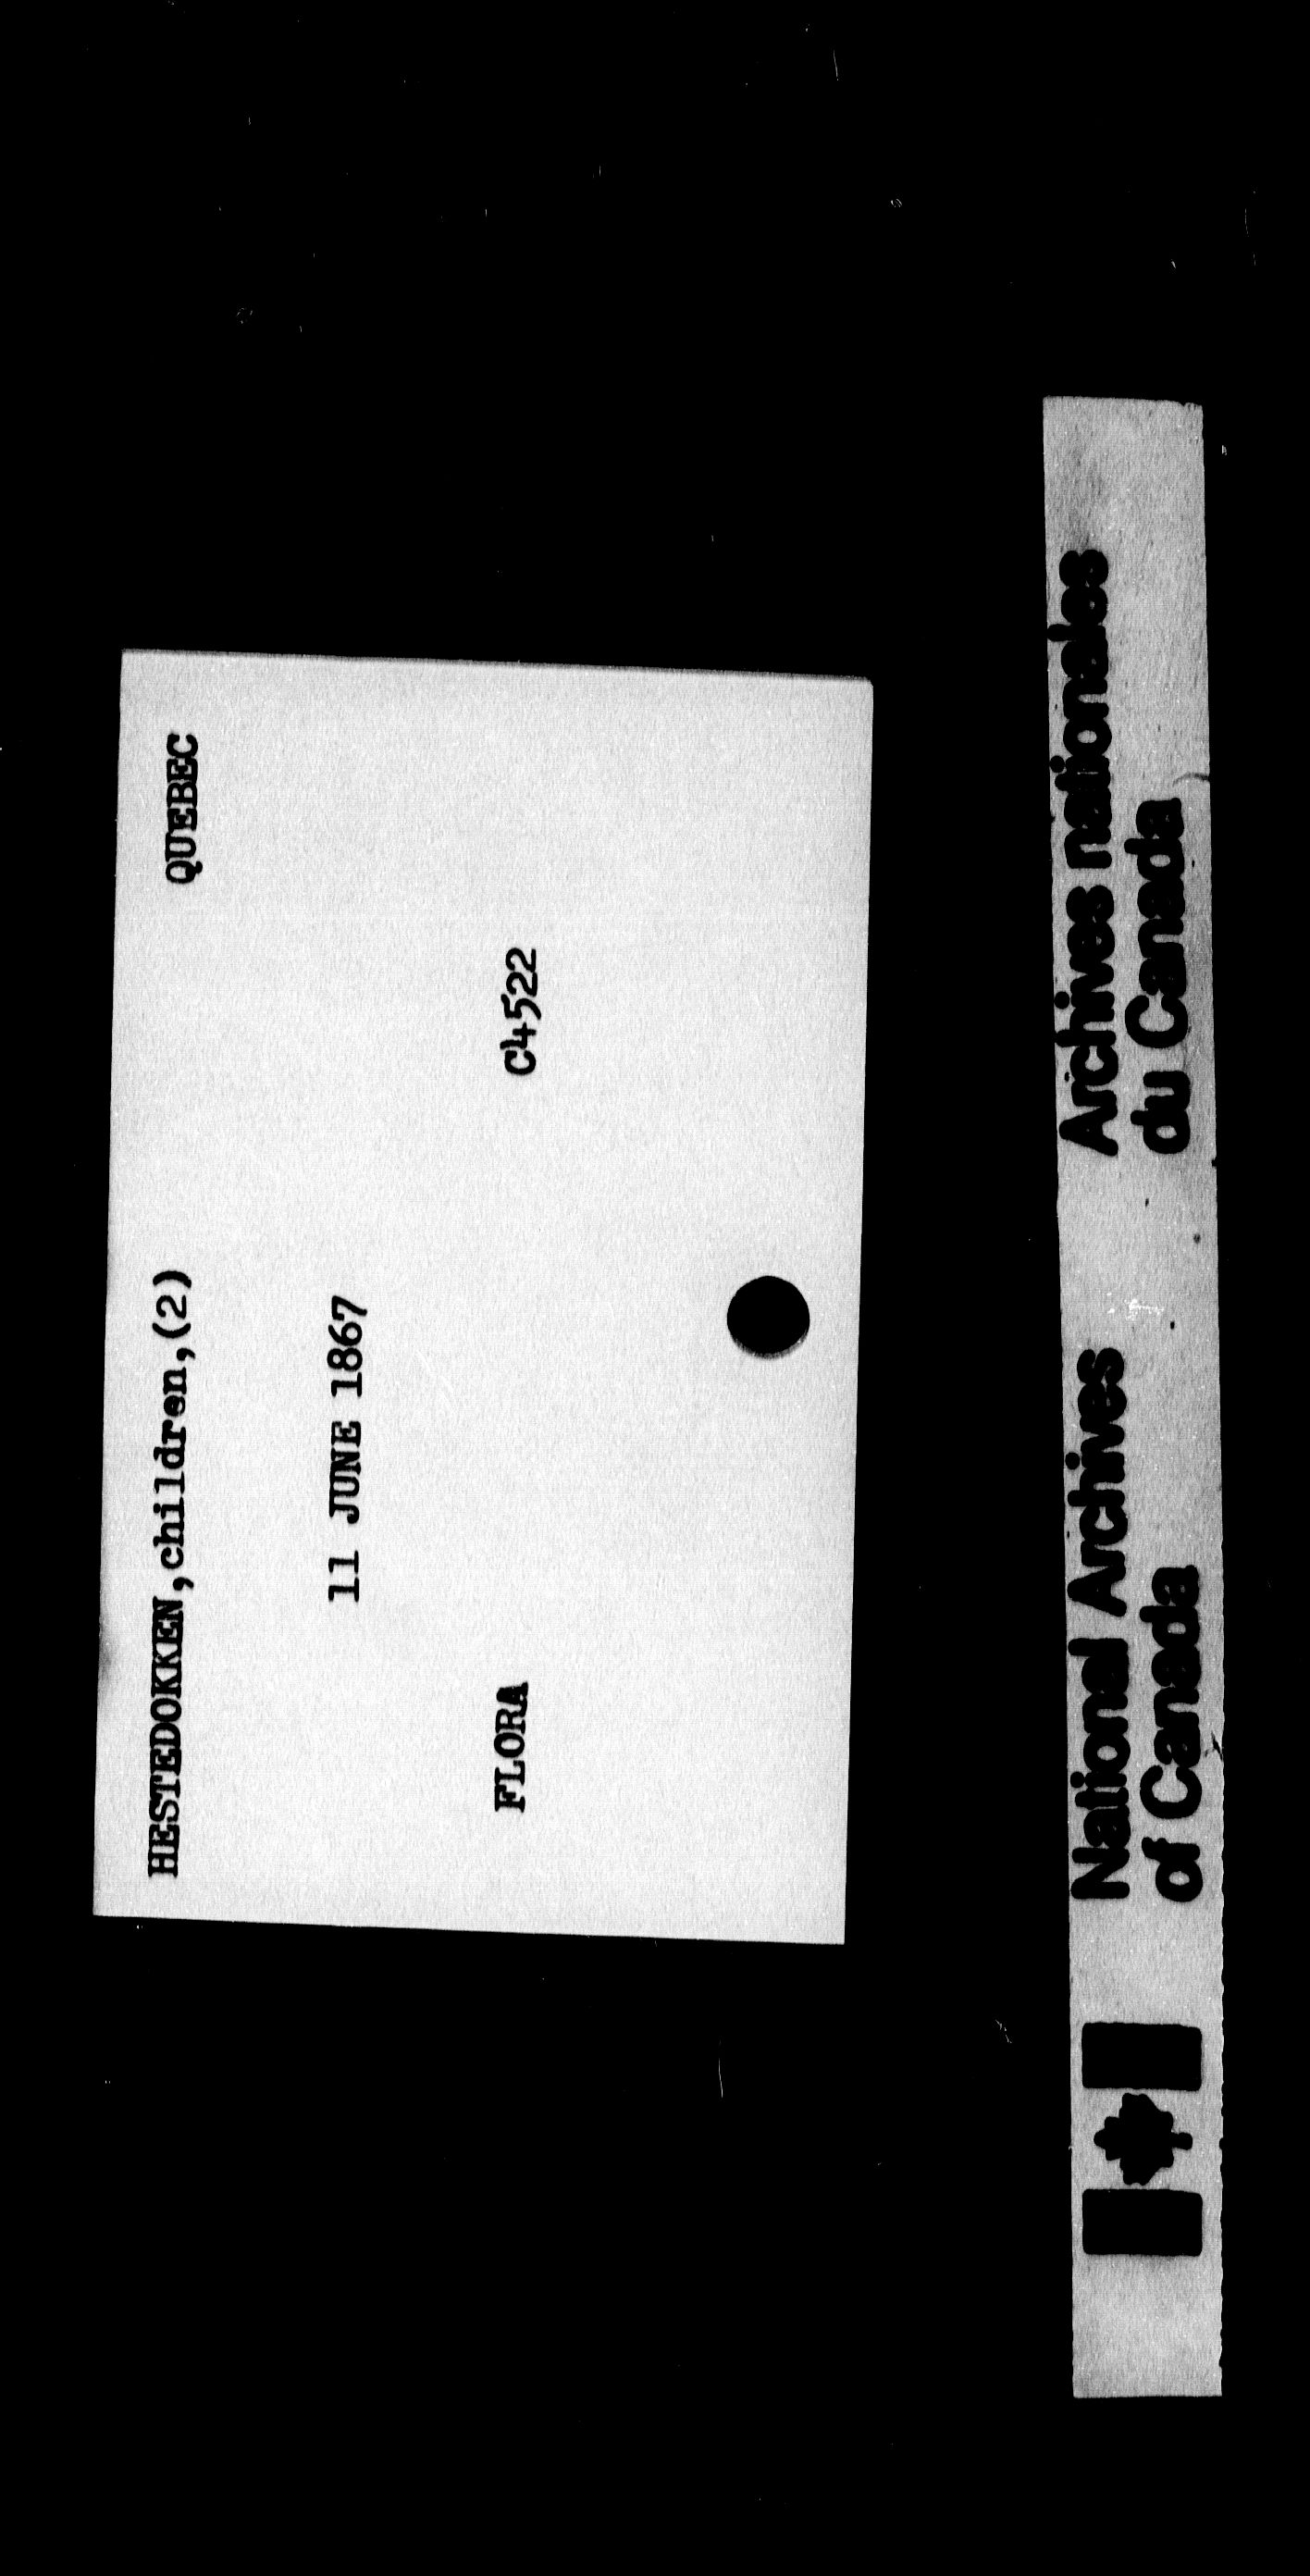 HESTEDOKKEN,children,(2) QUEBEC
11 JUNE 1867
FLORA C4522
National Archives
of Canada
Archives nationales
du Canada